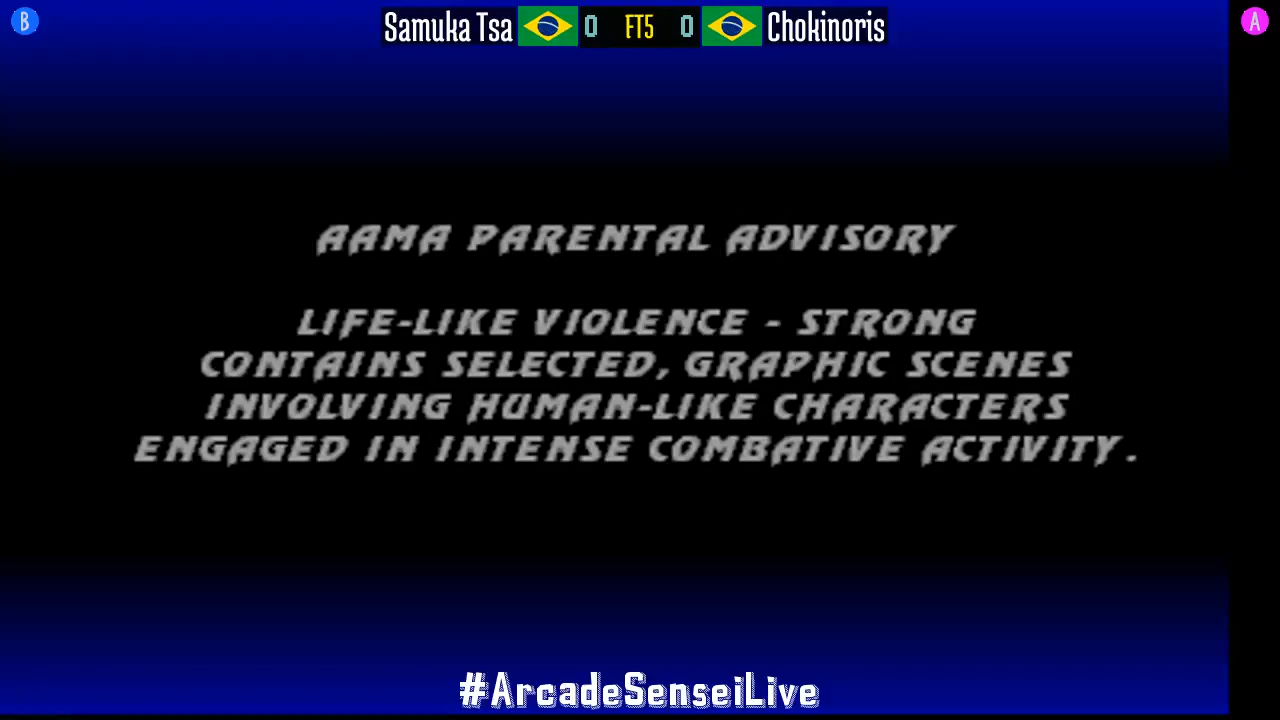 B
Samuka Tsa 0 FT5 0 Chokinoris
A
AAMA PARENTAL ADVISORY
LIFE-LIKE VIOLENCE - STRONG
CONTAINS SELECTED, GRAPHIC SCENES
INVOLVING HUMAN-LIKE CHARACTERS
ENGAGED IN INTENSE COMBATIVE ACTIVITY.
#ArcadeSenseiLive